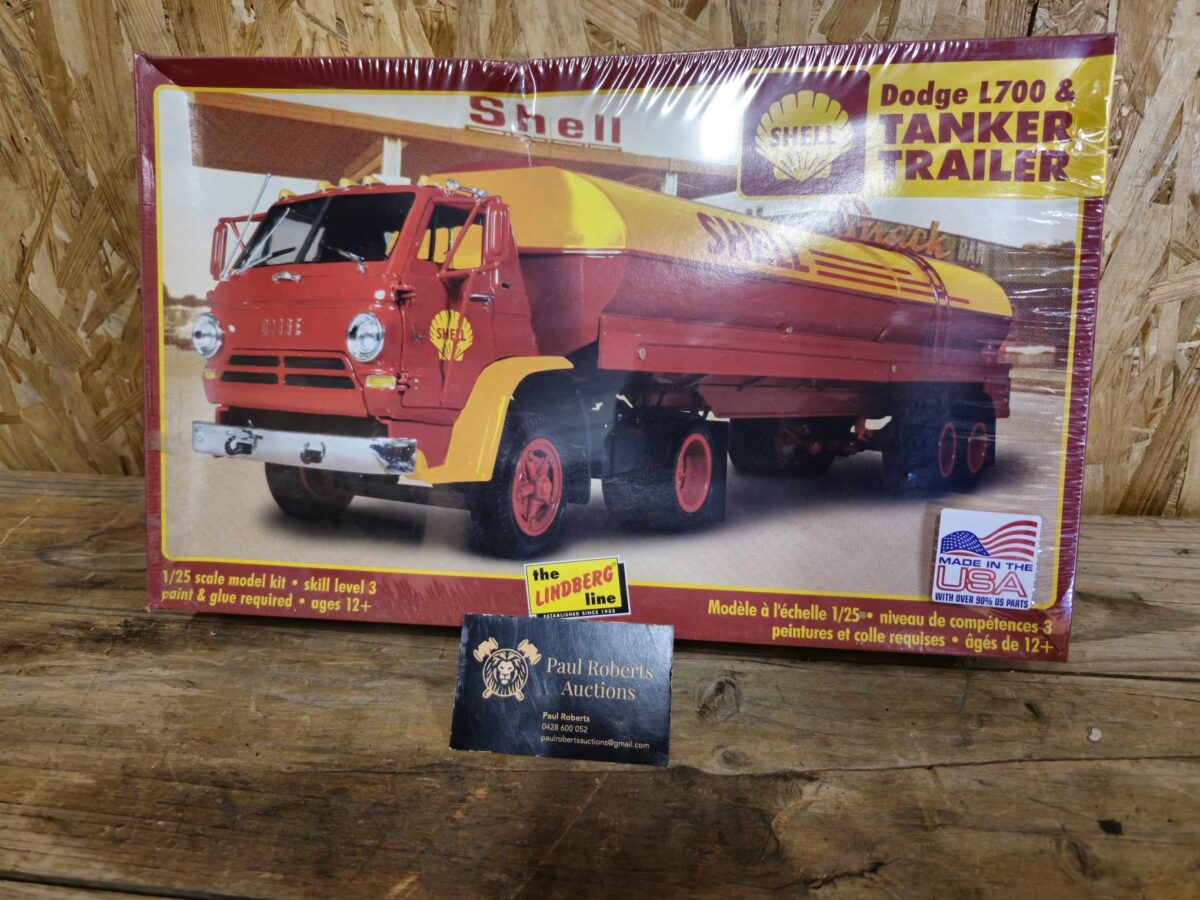 Shell
SHELL
Dodge L700 &
TANKER
TRAILER
SHELL
Snack
BAR
DODGE
SHELL
MADE IN THE
USA
WITH OVER 90% US PARTS
1/25 scale model kit • skill level 3
paint & glue required • ages 12+
the
LINDBERG®
line
ESTABLISHED SINCE 1933
Modèle à l'échelle 1/25 • niveau de compétences 3
peintures et colle requises • âgés de 12+
Paul Roberts
Auctions
Paul Roberts
0428 600 052
paulrobertsauctions@gmail.com